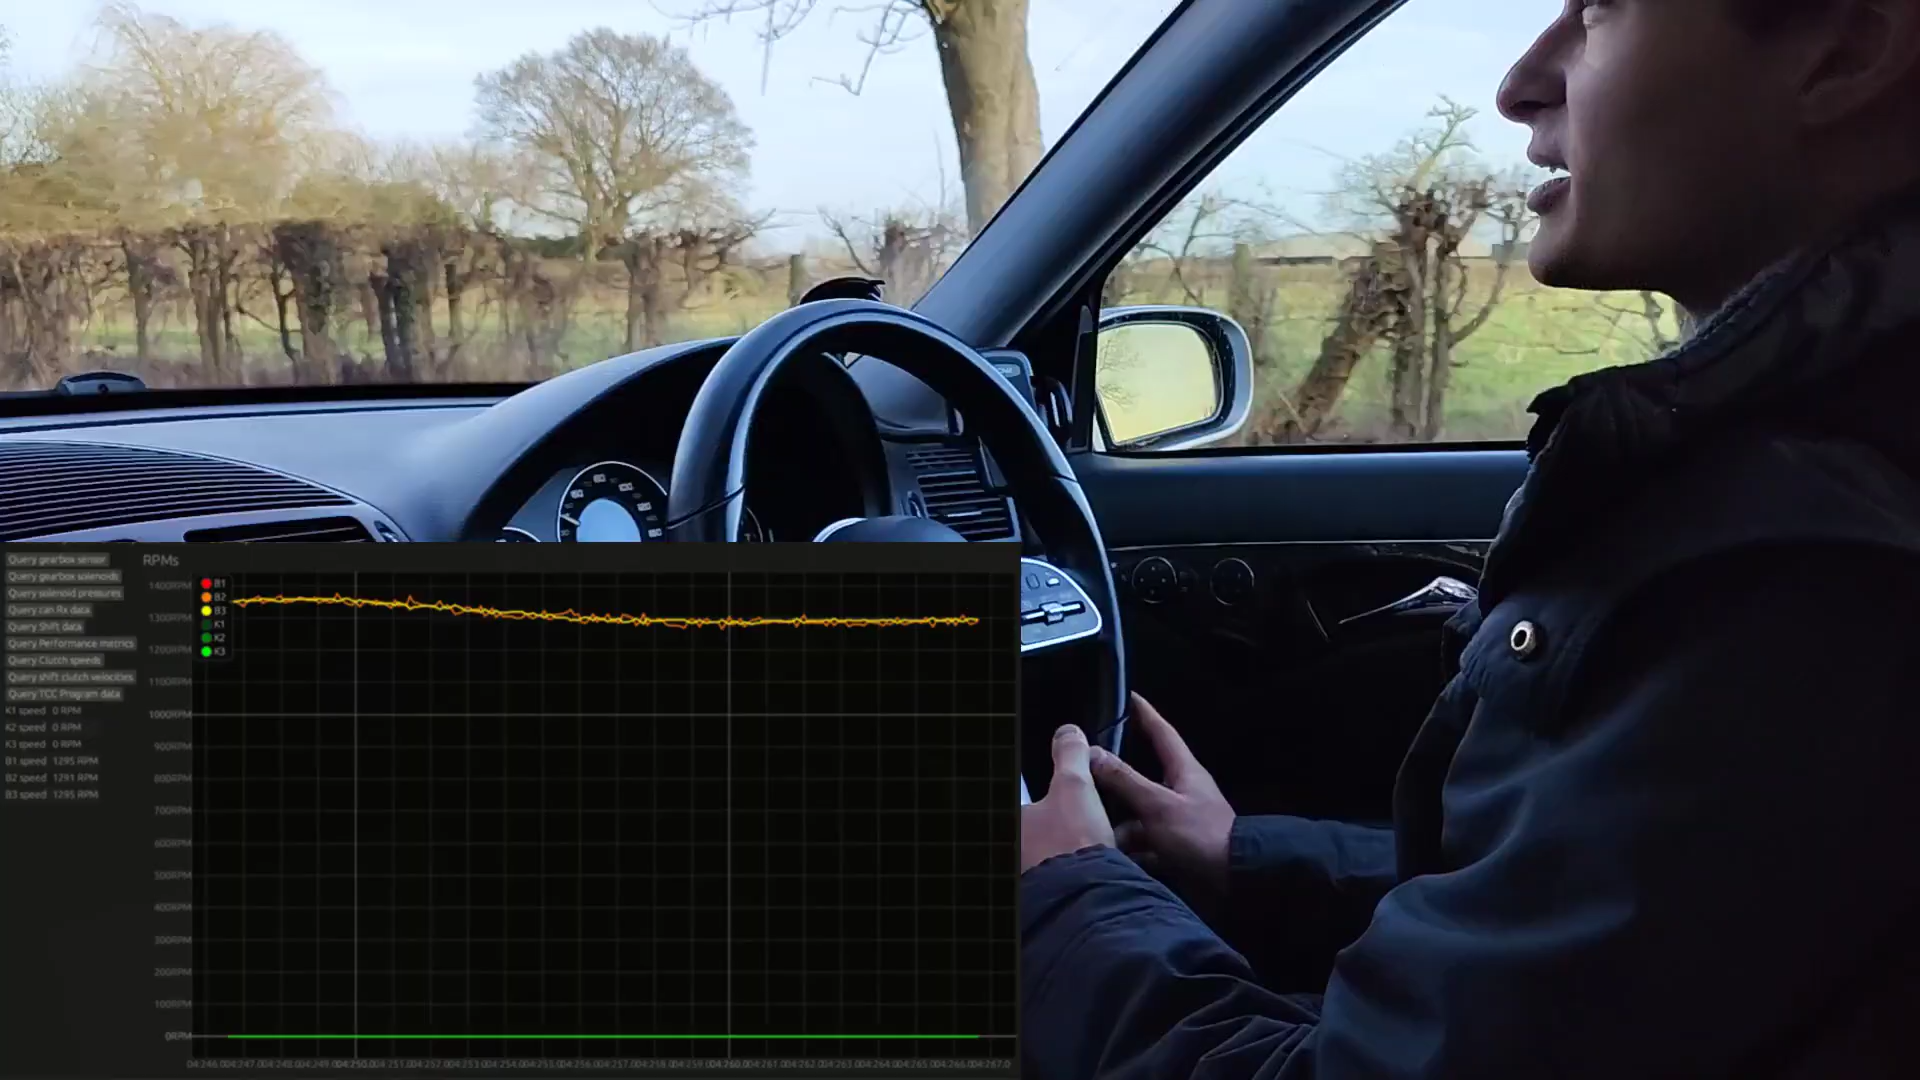 Query gearbox sensor
Query gearbox solenoids
Query solenoid pressures
Query can Rx data
Query Shift data
Query Performance metrics
Query Clutch speeds
Query shift clutch velocities
Query TCC Program data
K1 speed 0 RPM
K2 speed 0 RPM
K3 speed 0 RPM
B1 speed 1295 RPM
B2 speed 1291 RPM
B3 speed 1295 RPM
RPMs
B1
B2
B3
K1
K2
K3
1400RPM
1300RPM
1200RPM
1100RPM
1000RPM
900RPM
800RPM
700RPM
600RPM
500RPM
400RPM
300RPM
200RPM
100RPM
0RPM